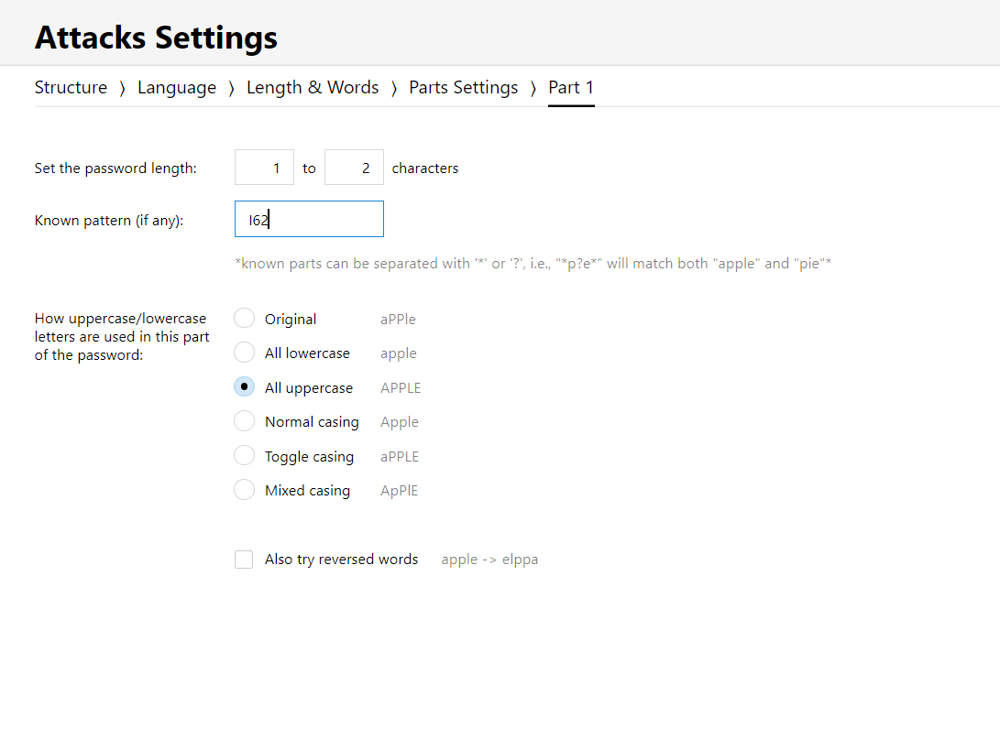 Attacks Settings
Structure 〉 Language 〉 Length & Words 〉 Parts Settings 〉 Part 1
Set the password length: 1 to 2 characters
Known pattern (if any): I62
*known parts can be separated with '*' or '?', i.e., "*p?e*" will match both "apple" and "pie"*
How uppercase/lowercase
letters are used in this part
of the password:
Original aPPle
All lowercase apple
All uppercase APPLE
Normal casing Apple
Toggle casing aPPLE
Mixed casing ApPlE
Also try reversed words apple -> elppa